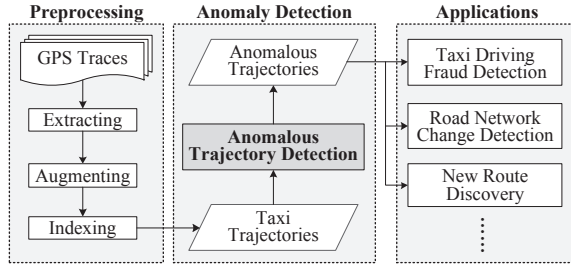 Preprocessing
GPS Traces
Extracting
Augmenting
Indexing
Anomaly Detection
Anomalous
Trajectories
Anomalous
Trajectory Detection
Taxi
Trajectories
Applications
Taxi Driving
Fraud Detection
Road Network
Change Detection
New Route
Discovery